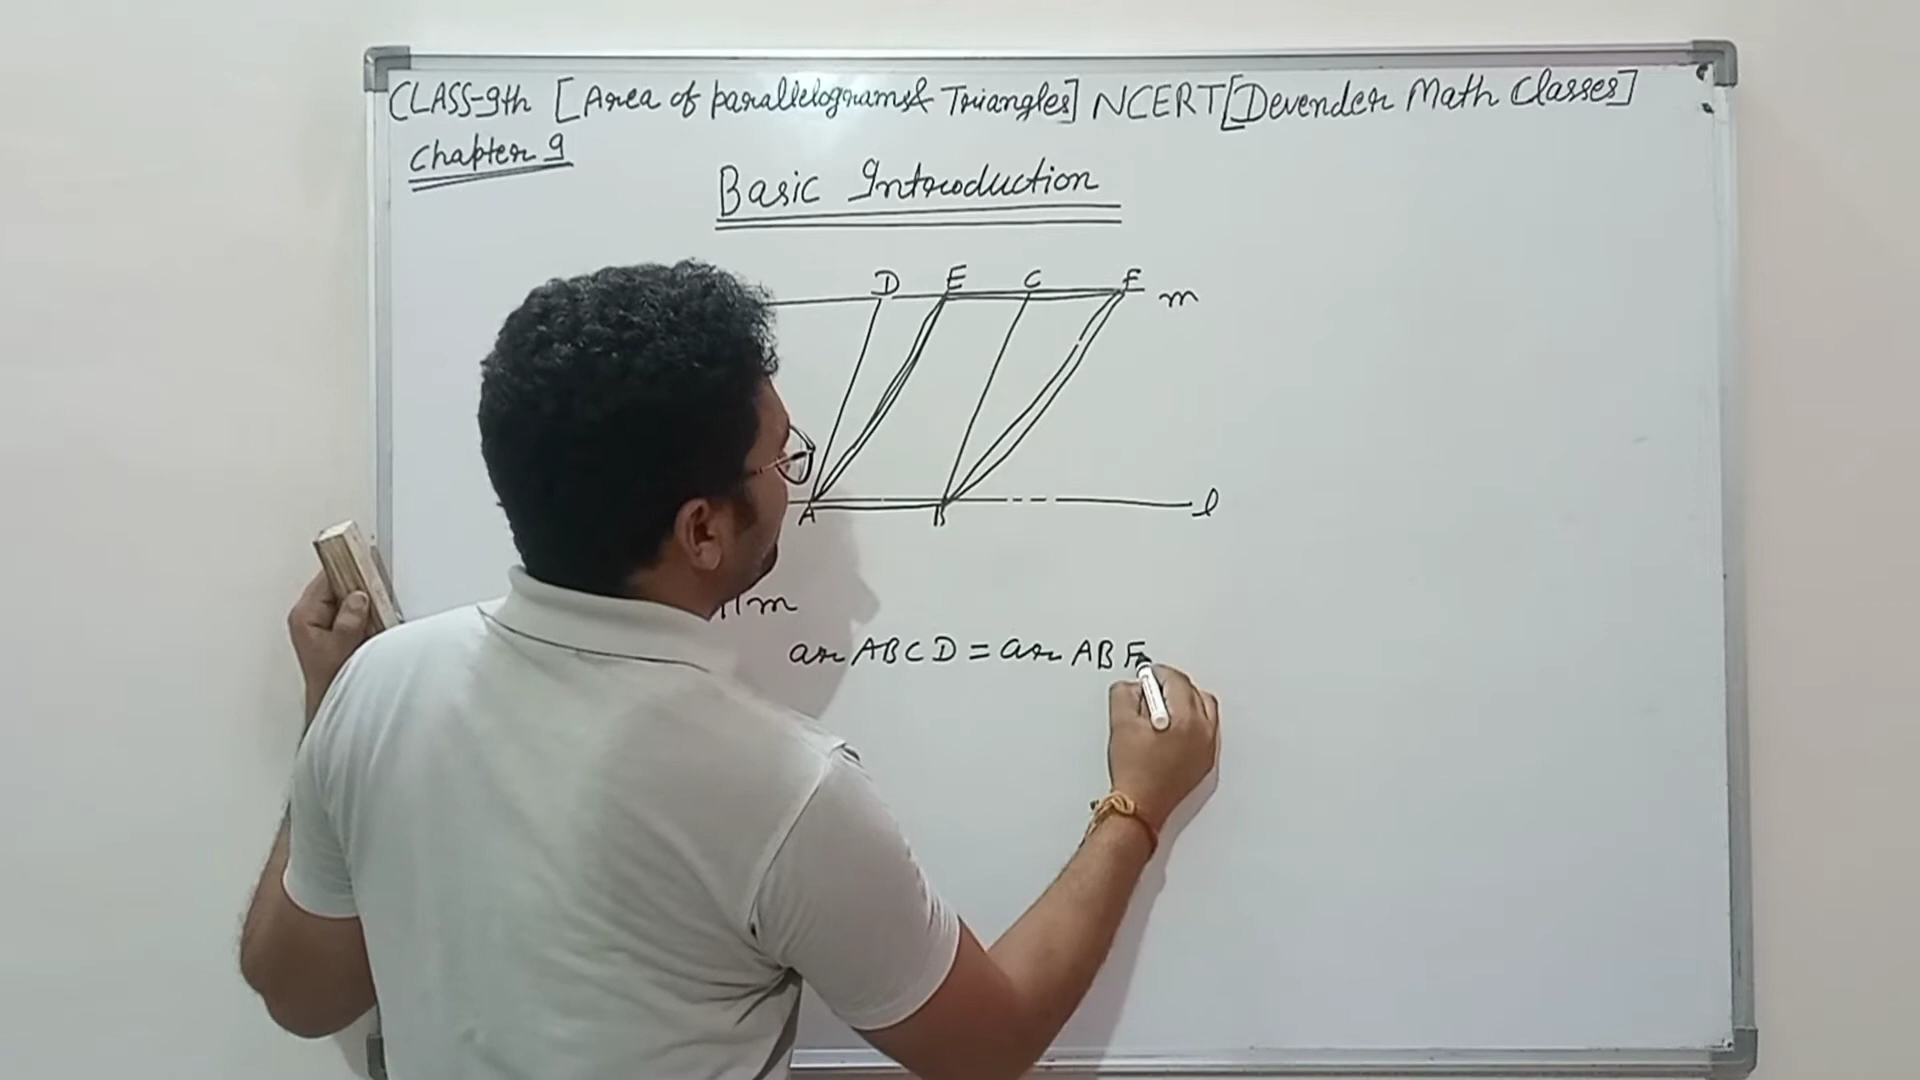 CLASS-9th [Area of parallelograms & Triangles] NCERT [Devender Math Classes]
Chapter 9
Basic Introduction
D E C F m
A B l
m
ar ABCD = ar ABF